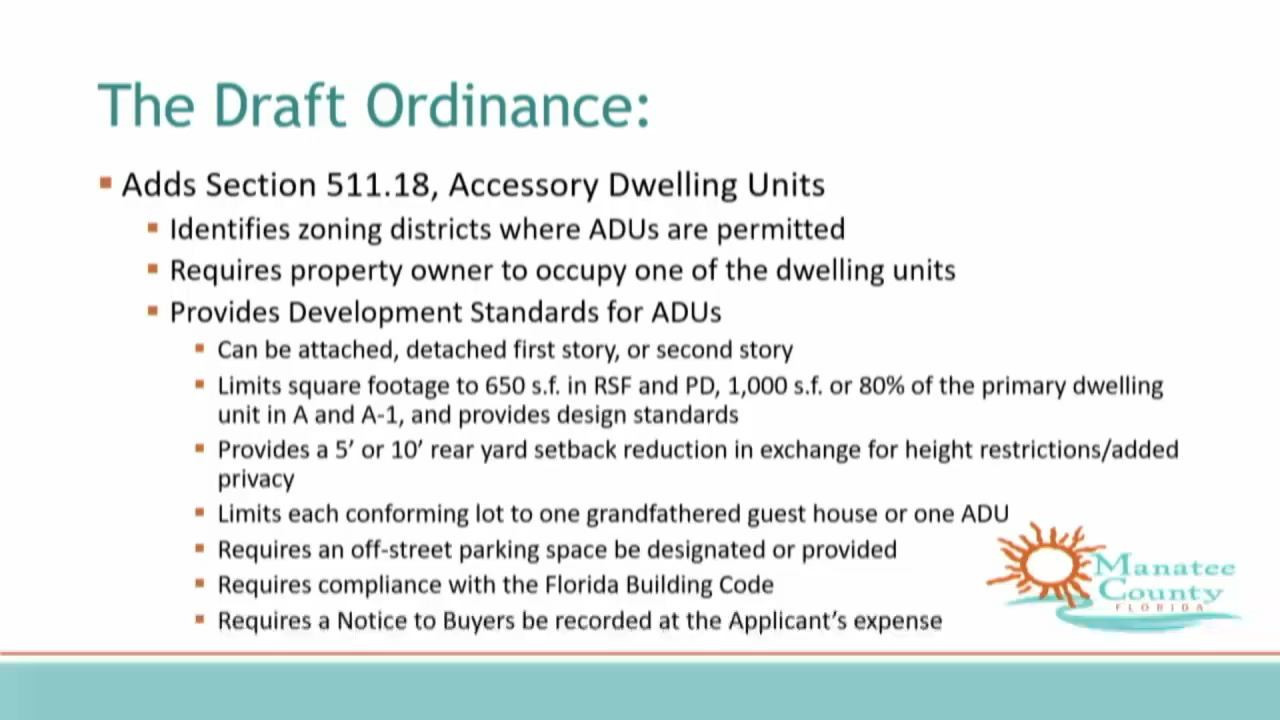 The Draft Ordinance:
Adds Section 511.18, Accessory Dwelling Units
Identifies zoning districts where ADUs are permitted
Requires property owner to occupy one of the dwelling units
Provides Development Standards for ADUs
Can be attached, detached first story, or second story
Limits square footage to 650 s.f. in RSF and PD, 1,000 s.f. or 80% of the primary dwelling
unit in A and A-1, and provides design standards
Provides a 5’ or 10’ rear yard setback reduction in exchange for height restrictions/added
privacy
Limits each conforming lot to one grandfathered guest house or one ADU
Requires an off-street parking space be designated or provided
Requires compliance with the Florida Building Code
Requires a Notice to Buyers be recorded at the Applicant’s expense
Manatee
County
FLORIDA